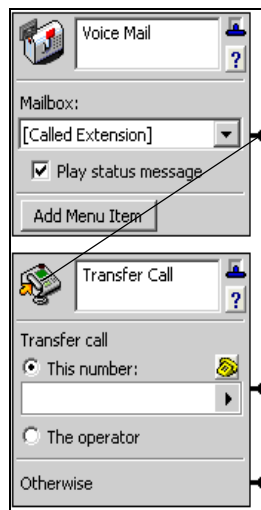 Voice Mail
?
Mailbox:
[Called Extension]
Play status message
Add Menu Item
Transfer Call
?
Transfer call
This number:
The operator
Otherwise